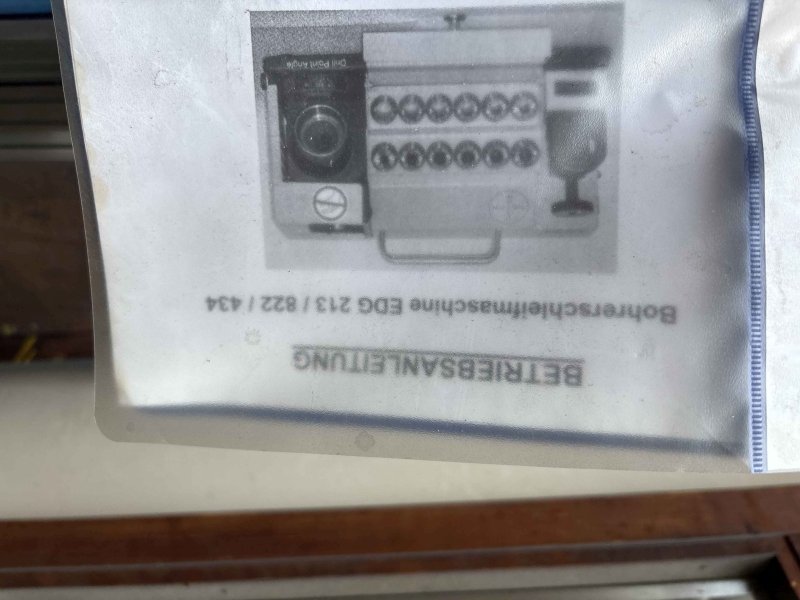 BETRIEBSANLEITUNG
Bohrerschleifmaschine EDG 213 / 822 / 434
Drill Point Angle